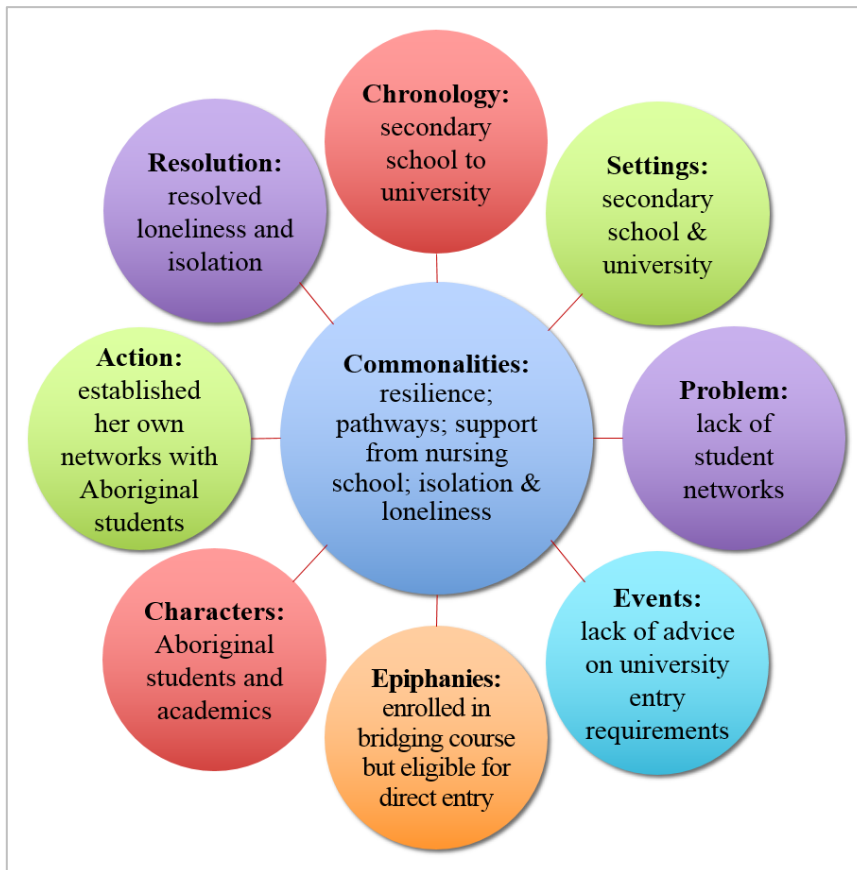 Chronology:
secondary
school to
university
Settings:
secondary
school &
university
Problem:
lack of
student
networks
Events:
lack of advice
on university
entry
requirements
Epiphanies:
enrolled in
bridging course
but eligible for
direct entry
Characters:
Aboriginal
students and
academics
Action:
established
her own
networks with
Aboriginal
students
Resolution:
resolved
loneliness and
isolation
Commonalities:
resilience;
pathways; support
from nursing
school; isolation &
loneliness